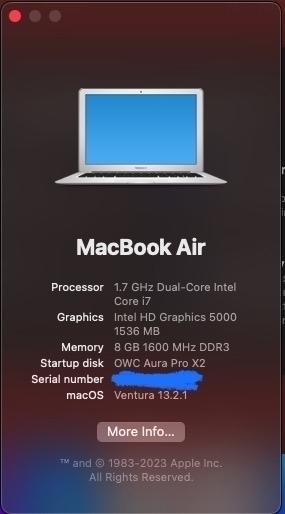 MacBook Air
Processor 1.7 GHz Dual-Core Intel
Core i7
Graphics Intel HD Graphics 5000
1536 MB
Memory 8 GB 1600 MHz DDR3
Startup disk OWC Aura Pro X2
Serial number
macOS Ventura 13.2.1
More Info...
™ and © 1983-2023 Apple Inc.
All Rights Reserved.